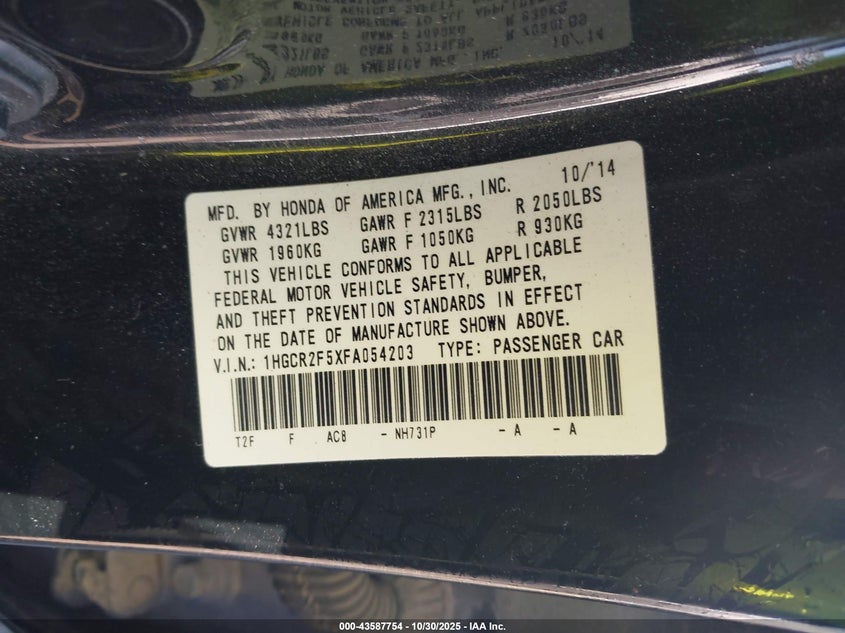 MFD. BY HONDA OF AMERICA MFG., INC. 10/'14
GVWR 4321LBS GAWR F 2315LBS R 2050LBS
GVWR 1960KG GAWR F 1050KG R 930KG
THIS VEHICLE CONFORMS TO ALL APPLICABLE
FEDERAL MOTOR VEHICLE SAFETY, BUMPER,
AND THEFT PREVENTION STANDARDS IN EFFECT
ON THE DATE OF MANUFACTURE SHOWN ABOVE.
V.I.N.: 1HGCR2F5XFA054203 TYPE: PASSENGER CAR
T2F F AC8 - NH731P - A - A
000-43587754 - 10/30/2025 - IAA Inc.